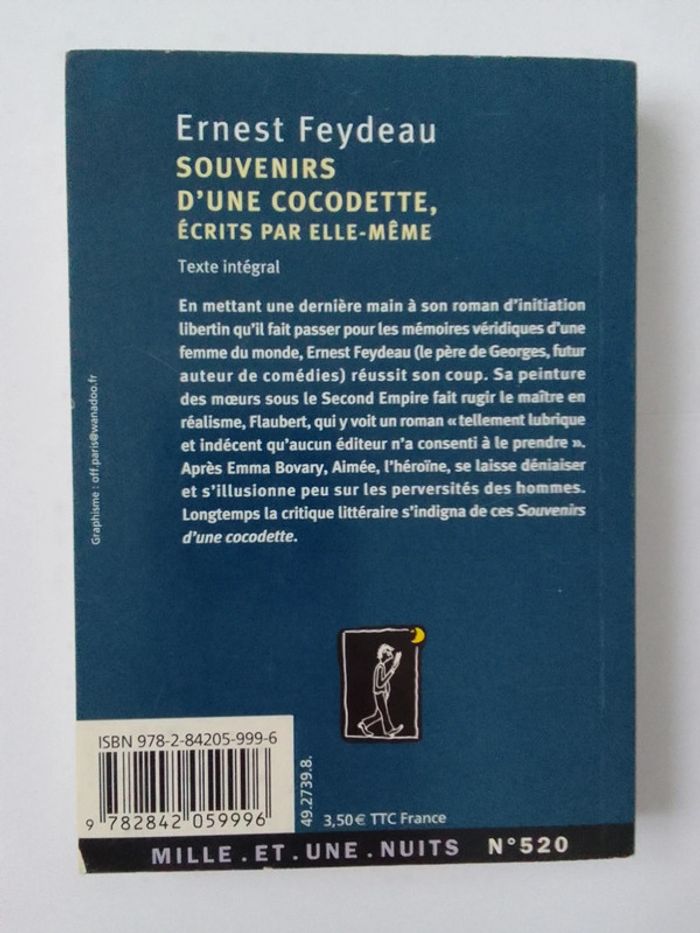 Ernest Feydeau
SOUVENIRS
D'UNE COCODETTE,
ÉCRITS PAR ELLE-MÊME
Texte intégral
En mettant une dernière main à son roman d'initiation
libertin qu'il fait passer pour les mémoires véridiques d'une
femme du monde, Ernest Feydeau (le père de Georges, futur
auteur de comédies) réussit son coup. Sa peinture
des mœurs sous le Second Empire fait rugir le maître en
réalisme, Flaubert, qui y voit un roman « tellement lubrique
et indécent qu'aucun éditeur n'a consenti à le prendre ».
Après Emma Bovary, Aimée, l'héroïne, se laisse déniaiser
et s'illusionne peu sur les perversités des hommes.
Longtemps la critique littéraire s'indigna de ces Souvenirs
d'une cocodette.
Graphisme : off.paris@wanadoo.fr
ISBN 978-2-84205-999-6
9 782842 059996
49.2739.8.
3,50 € TTC France
MILLE.ET.UNE.NUITS N°520